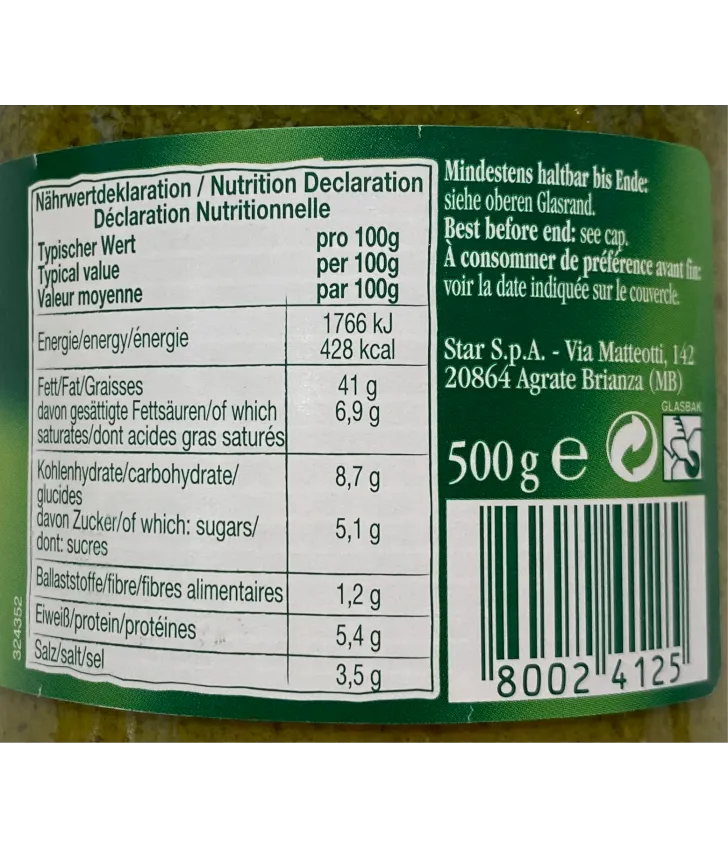 Nährwertdeklaration / Nutrition Declaration
Déclaration Nutritionnelle
Typischer Wert pro 100g
Typical value per 100g
Valeur moyenne par 100g
Energie/energy/énergie 1766 kJ
428 kcal
Fett/Fat/Graisses 41 g
davon gesättigte Fettsäuren/of which 6,9 g
saturates/dont acides gras saturés
Kohlenhydrate/carbohydrate/ 8,7 g
glucides
davon Zucker/of which: sugars/ 5,1 g
dont: sucres
Ballaststoffe/fibre/fibres alimentaires 1,2 g
Eiweiß/protein/protéines 5,4 g
Salz/salt/sel 3,5 g
324352
Mindestens haltbar bis Ende:
siehe oberen Glasrand.
Best before end: see cap.
À consommer de préférence avant fin:
voir la date indiquée sur le couvercle.
Star S.p.A. - Via Matteotti, 142
20864 Agrate Brianza (MB)
GLASBAK
500 g e
8002 4125